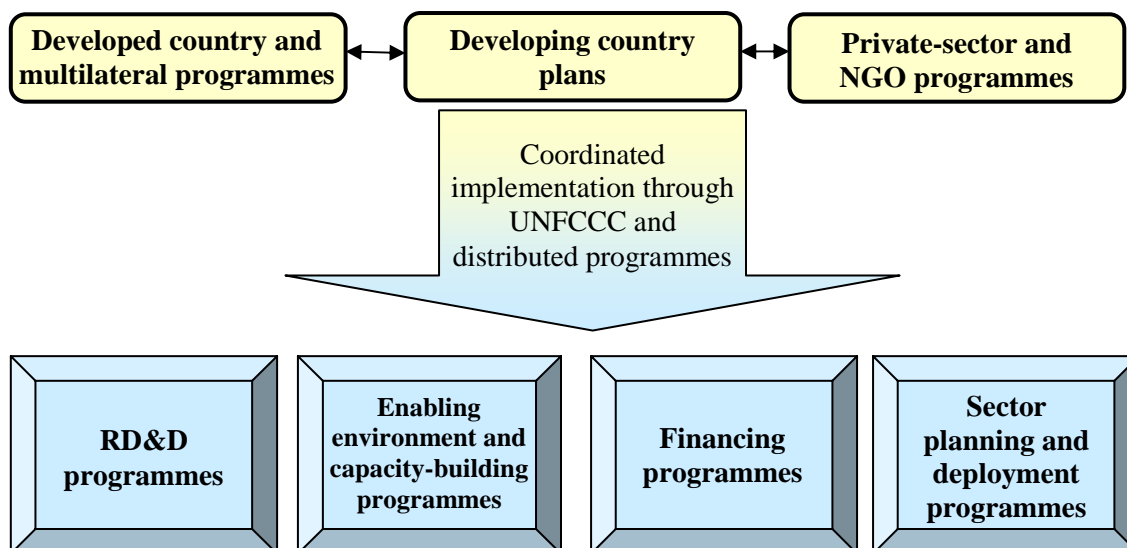 Developed country and
multilateral programmes
Developing country
plans
Private-sector and
NGO programmes
Coordinated
implementation through
UNFCCC and
distributed programmes
RD&D
programmes
Enabling
environment and
capacity-building
programmes
Financing
programmes
Sector
planning and
deployment
programmes